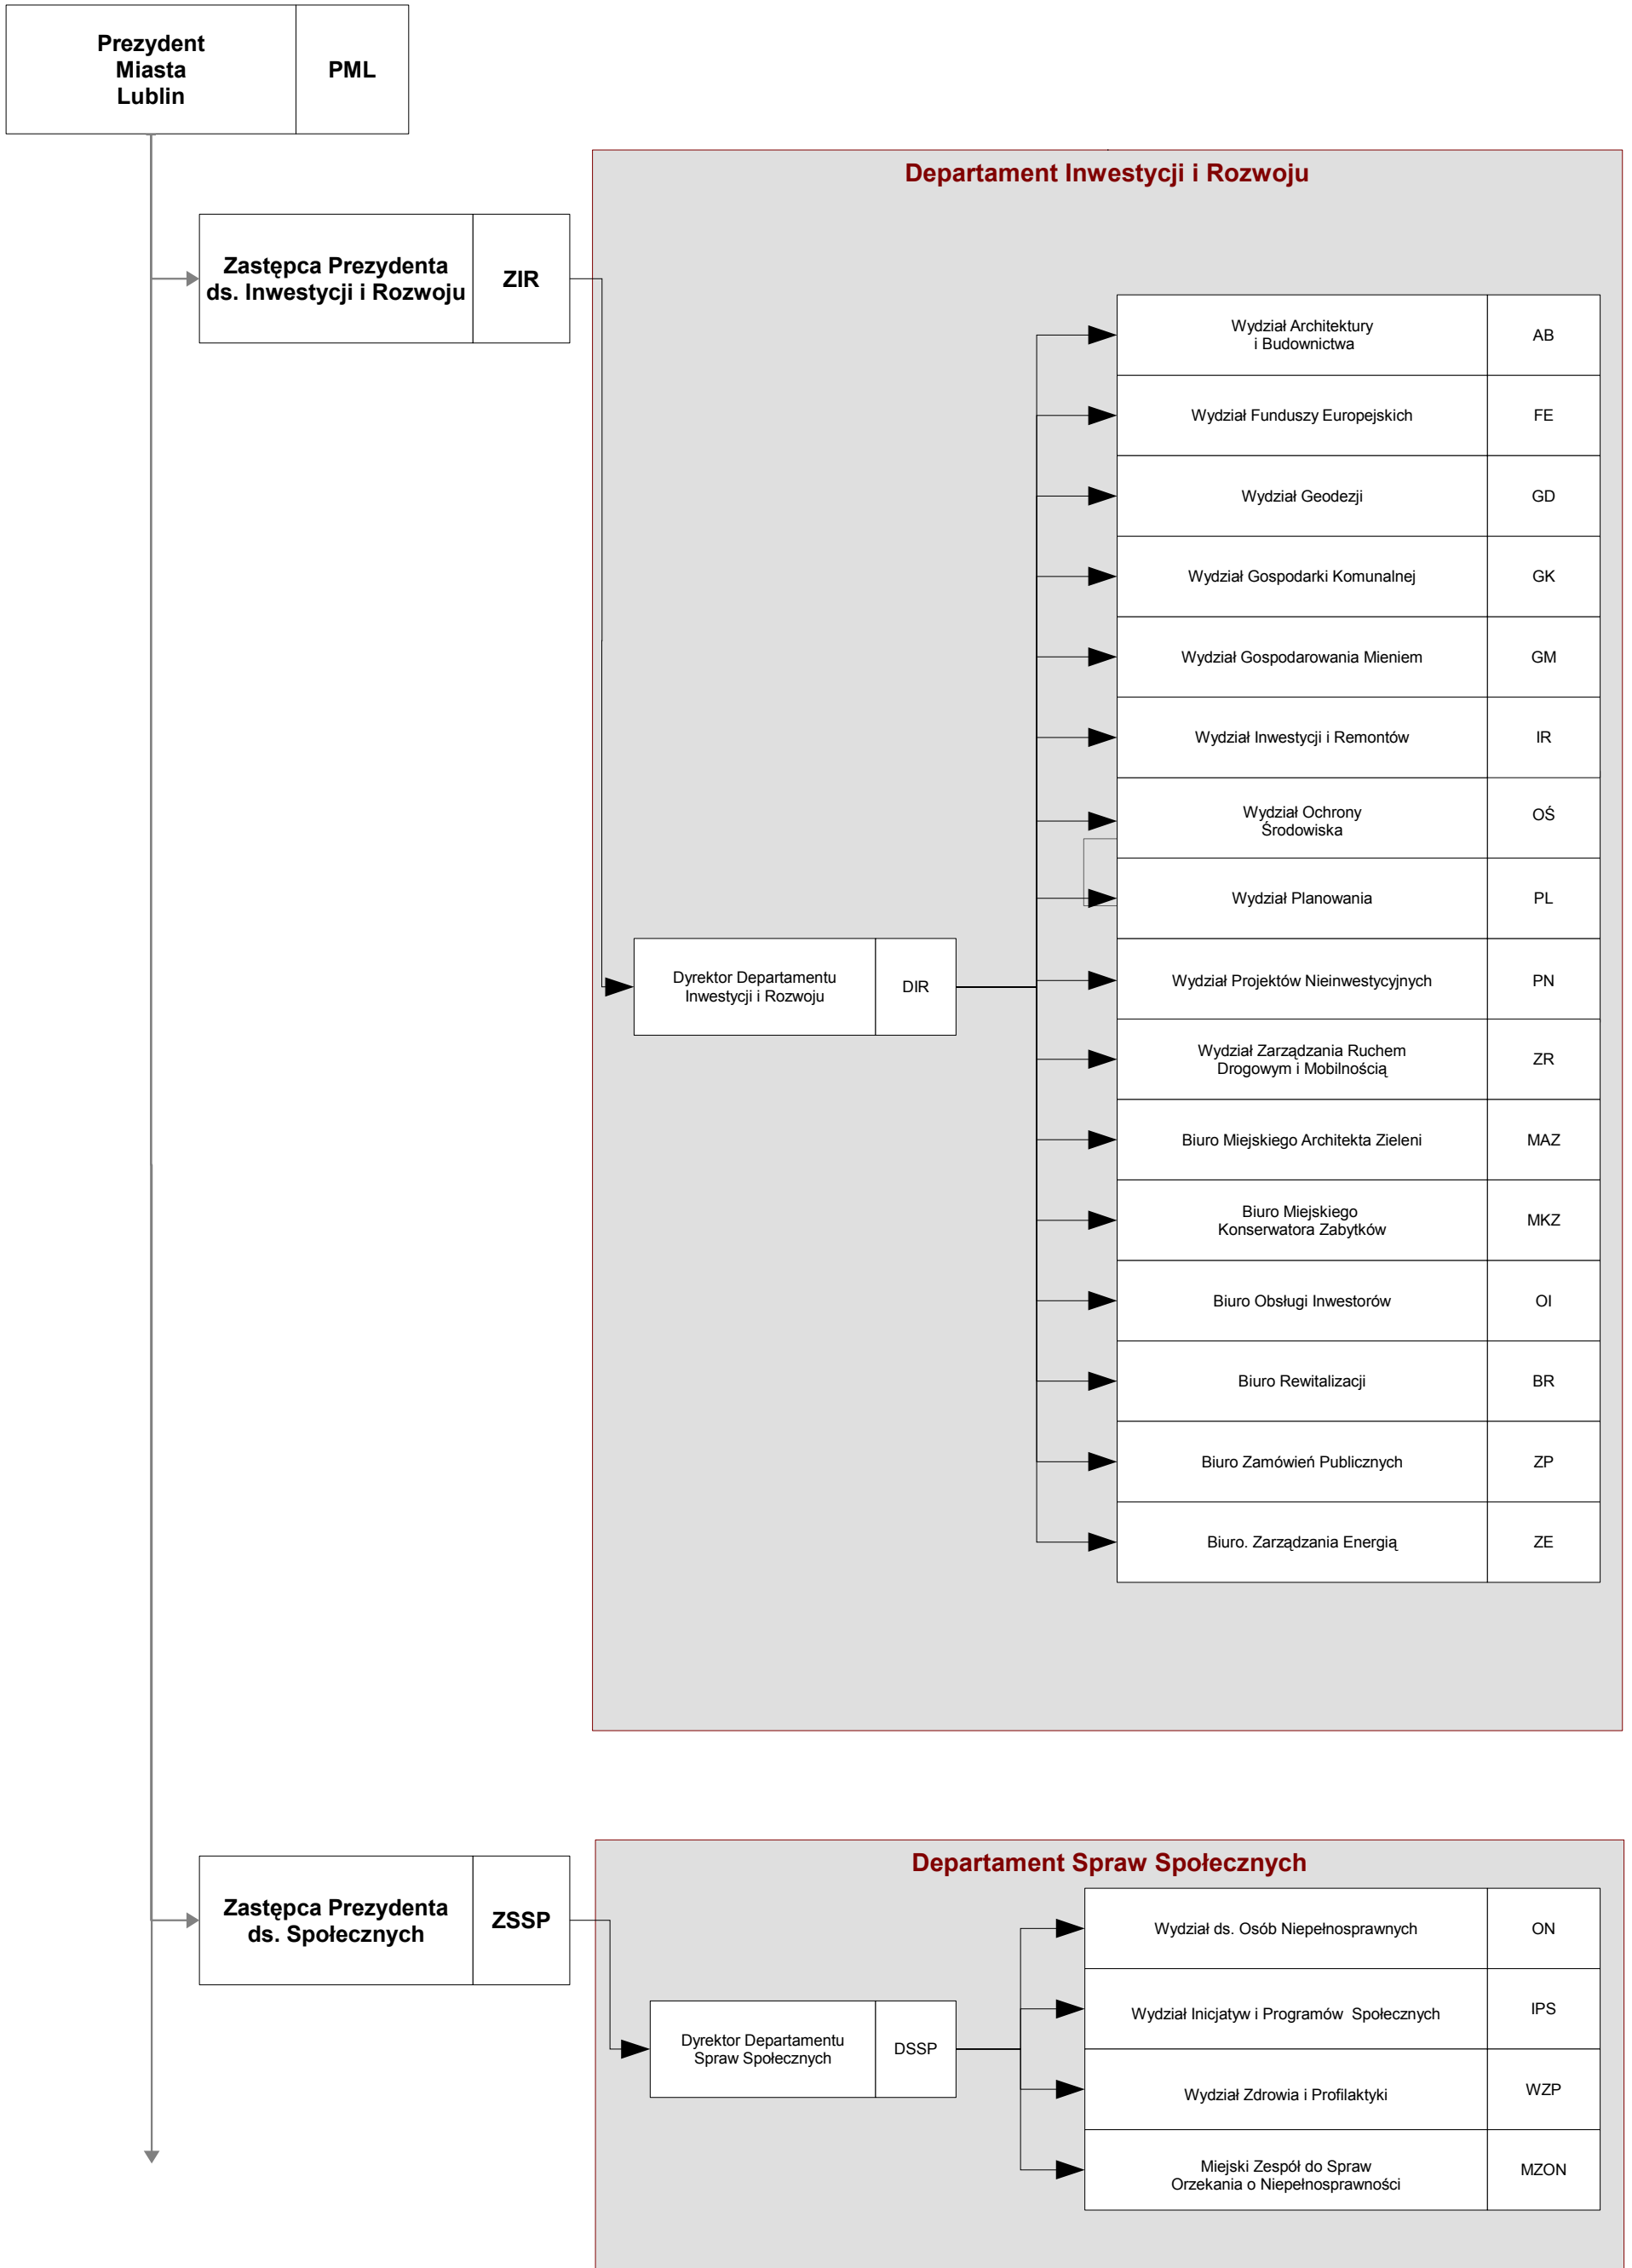 Prezydent
Miasta
Lublin
PML
Departament Inwestycji i Rozwoju
Zastępca Prezydenta
ds. Inwestycji i Rozwoju
ZIR
Wydział Architektury
i Budownictwa
AB
Wydział Funduszy Europejskich
FE
Wydział Geodezji
GD
Wydział Gospodarki Komunalnej
GK
Wydział Gospodarowania Mieniem
GM
Wydział Inwestycji i Remontów
IR
Wydział Ochrony
Środowiska
OŚ
Wydział Planowania
PL
Dyrektor Departamentu
Inwestycji i Rozwoju
DIR
Wydział Projektów Nieinwestycyjnych
PN
Wydział Zarządzania Ruchem
Drogowym i Mobilnością
ZR
Biuro Miejskiego Architekta Zieleni
MAZ
Biuro Miejskiego
Konserwatora Zabytków
MKZ
Biuro Obsługi Inwestorów
OI
Biuro Rewitalizacji
BR
Biuro Zamówień Publicznych
ZP
Biuro. Zarządzania Energią
ZE
Departament Spraw Społecznych
Zastępca Prezydenta
ds. Społecznych
ZSSP
Wydział ds. Osób Niepełnosprawnych
ON
Wydział Inicjatyw i Programów  Społecznych
IPS
Dyrektor Departamentu
Spraw Społecznych
DSSP
Wydział Zdrowia i Profilaktyki
WZP
Miejski Zespół do Spraw
Orzekania o Niepełnosprawności
MZON